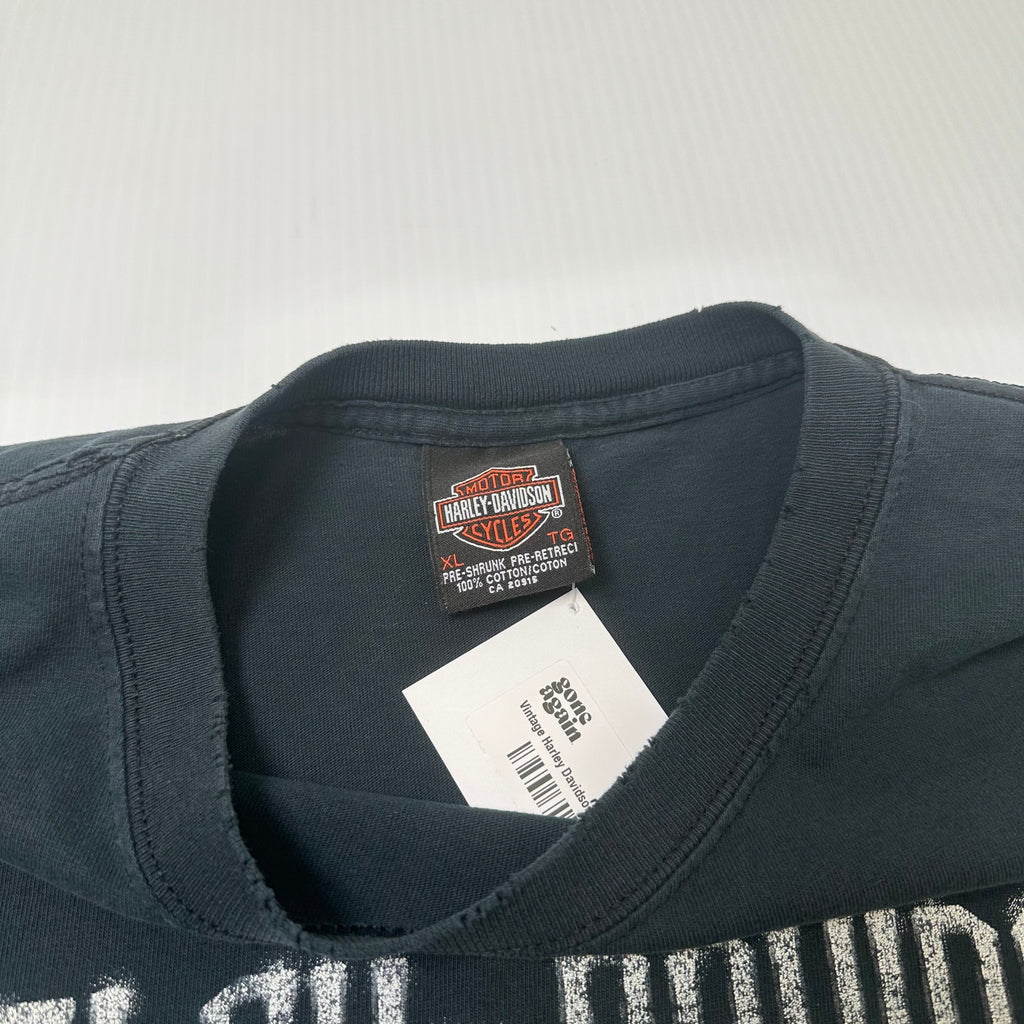 MOTOR
HARLEY-DAVIDSON
CYCLES
®
XL TG
PRE-SHRUNK PRE-RETRECI
100% COTTON/COTON
CA 20915
gone
again
Vintage Harley Davidso